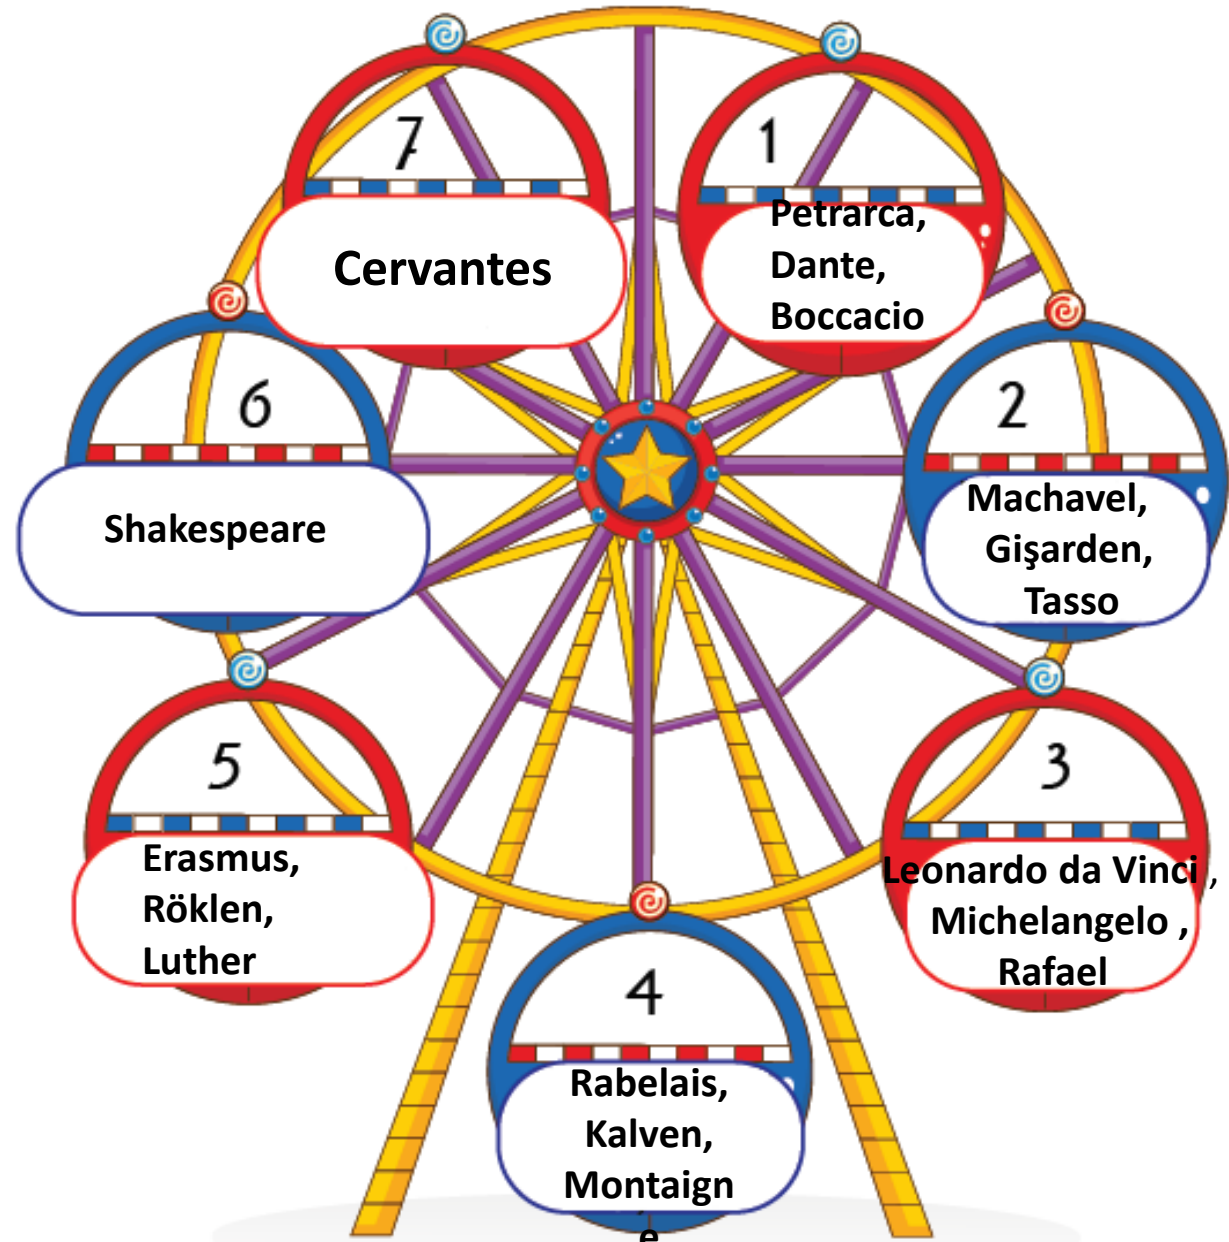 7
Cervantes
1
Petrarca,
Dante,
Boccacio
6
Shakespeare
2
Machavel,
Gişarden,
Tasso
5
Erasmus,
Röklen,
Luther
3
Leonardo da Vinci ,
Michelangelo ,
Rafael
4
Rabelais,
Kalven,
Montaign
e